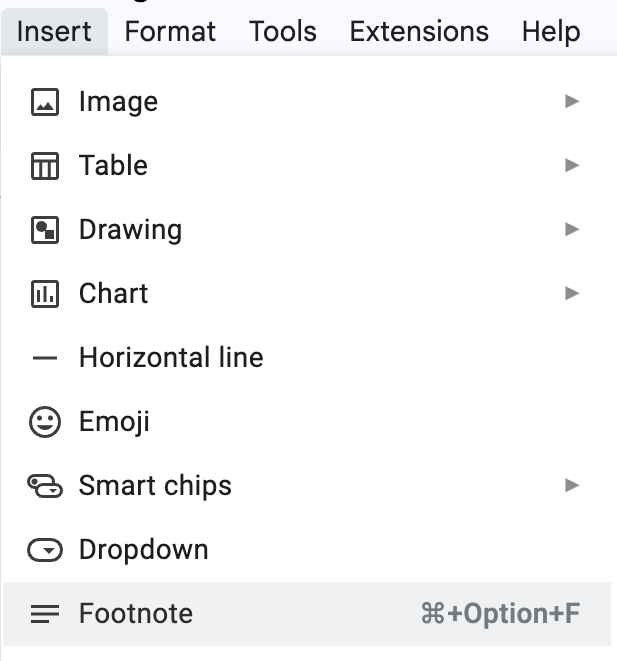 Insert Format Tools Extensions Help
Image
Table
Drawing
Chart
Horizontal line
Emoji
Smart chips
Dropdown
Footnote ⌘+Option+F